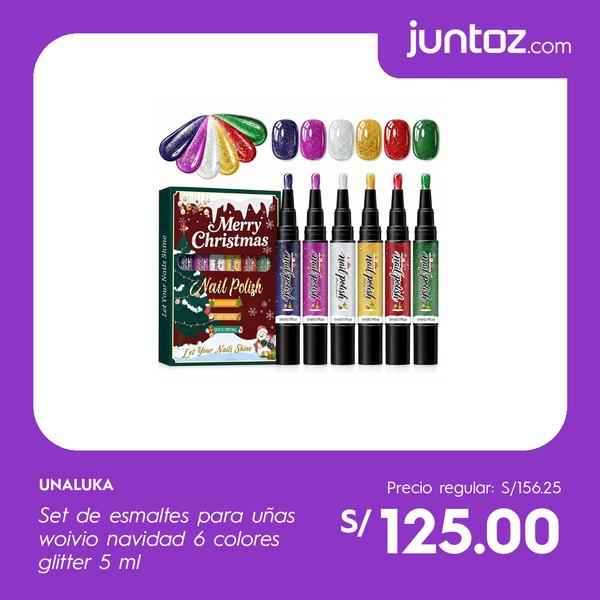 juntoz.com
Let Your Nails Shine
Merry
Christmas
Nail Polish
QUICK DRYING
Let Your Nails Shine
nail polish
nail polish
nail polish
nail polish
nail polish
nail polish
UNALUKA
Set de esmaltes para uñas
woivio navidad 6 colores
glitter 5 ml
Precio regular: S/156.25
S/125.00